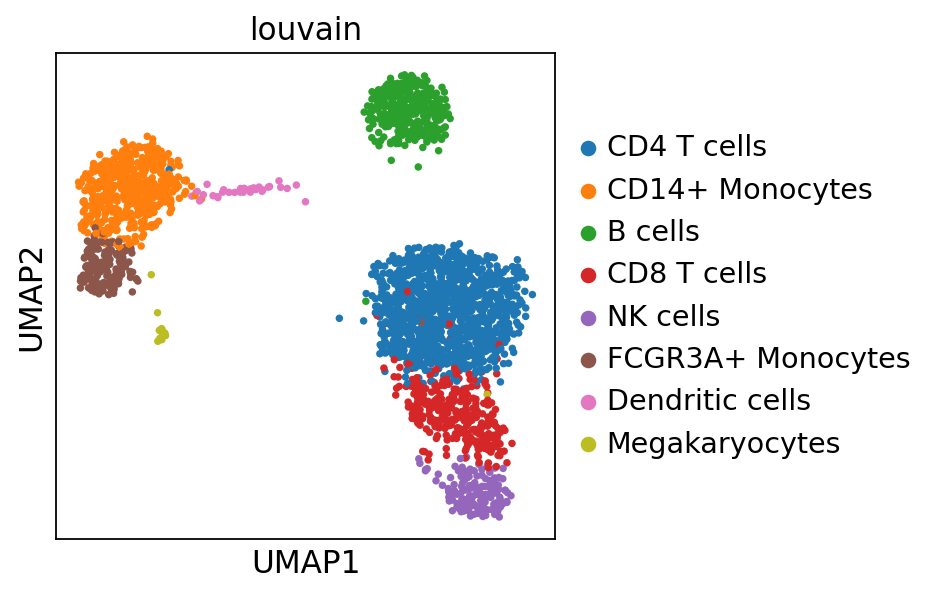 louvain
UMAP2
UMAP1
CD4 T cells
CD14+ Monocytes
B cells
CD8 T cells
NK cells
FCGR3A+ Monocytes
Dendritic cells
Megakaryocytes